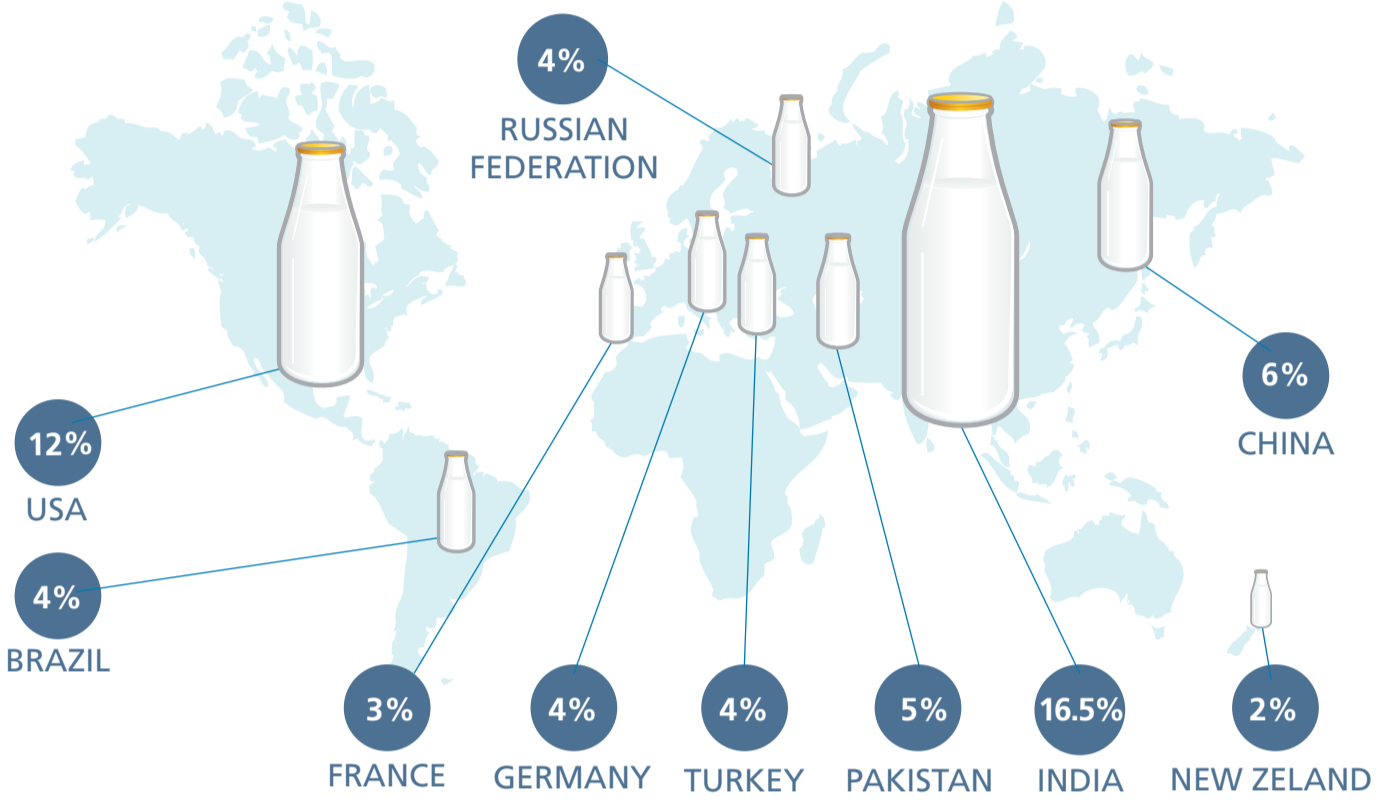 4%
RUSSIAN
FEDERATION
12%
USA
6%
CHINA
4%
BRAZIL
3%
FRANCE
4%
GERMANY
4%
TURKEY
5%
PAKISTAN
16.5%
INDIA
2%
NEW ZELAND